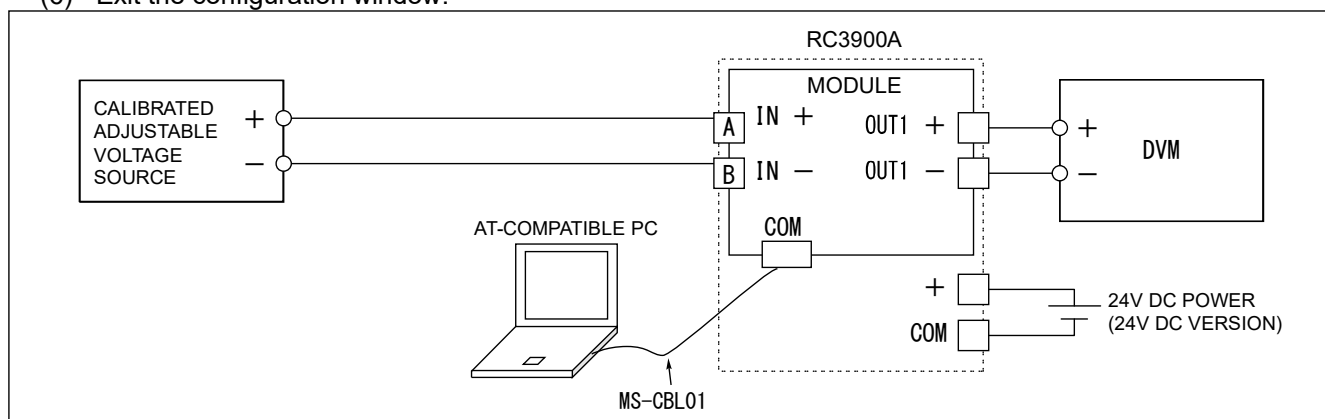 (6) Exit the configuration window.
RC3900A
MODULE
CALIBRATED
ADJUSTABLE
VOLTAGE
SOURCE
+
−
A
IN +
OUT1 +
B
IN −
OUT1 −
+
−
DVM
COM
AT-COMPATIBLE PC
+
COM
24V DC POWER
(24V DC VERSION)
MS-CBL01